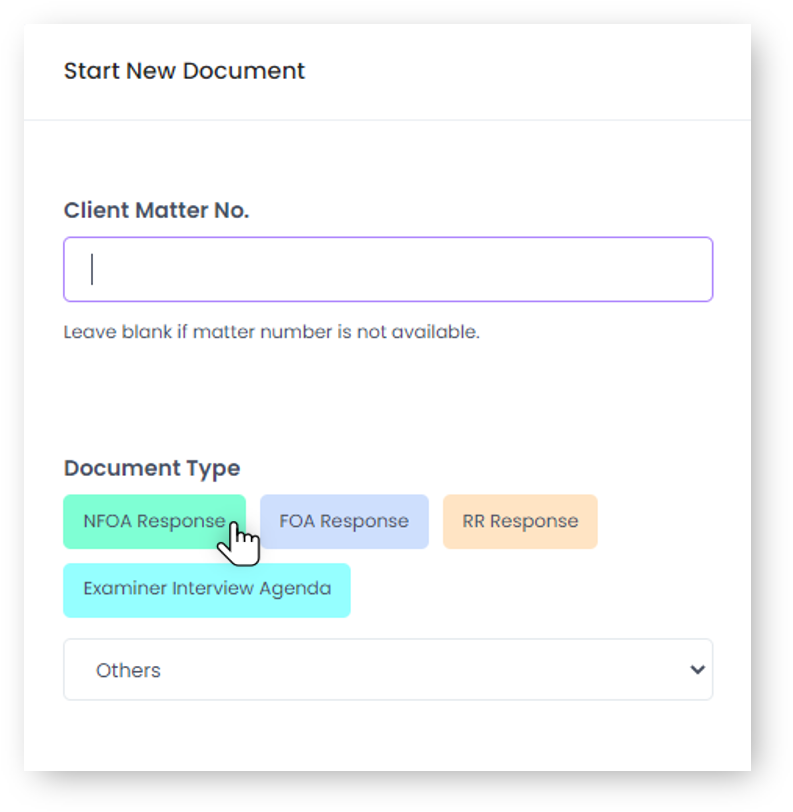 Start New Document
Client Matter No.
Leave blank if matter number is not available.
Document Type
NFOA Response FOA Response RR Response
Examiner Interview Agenda
Others